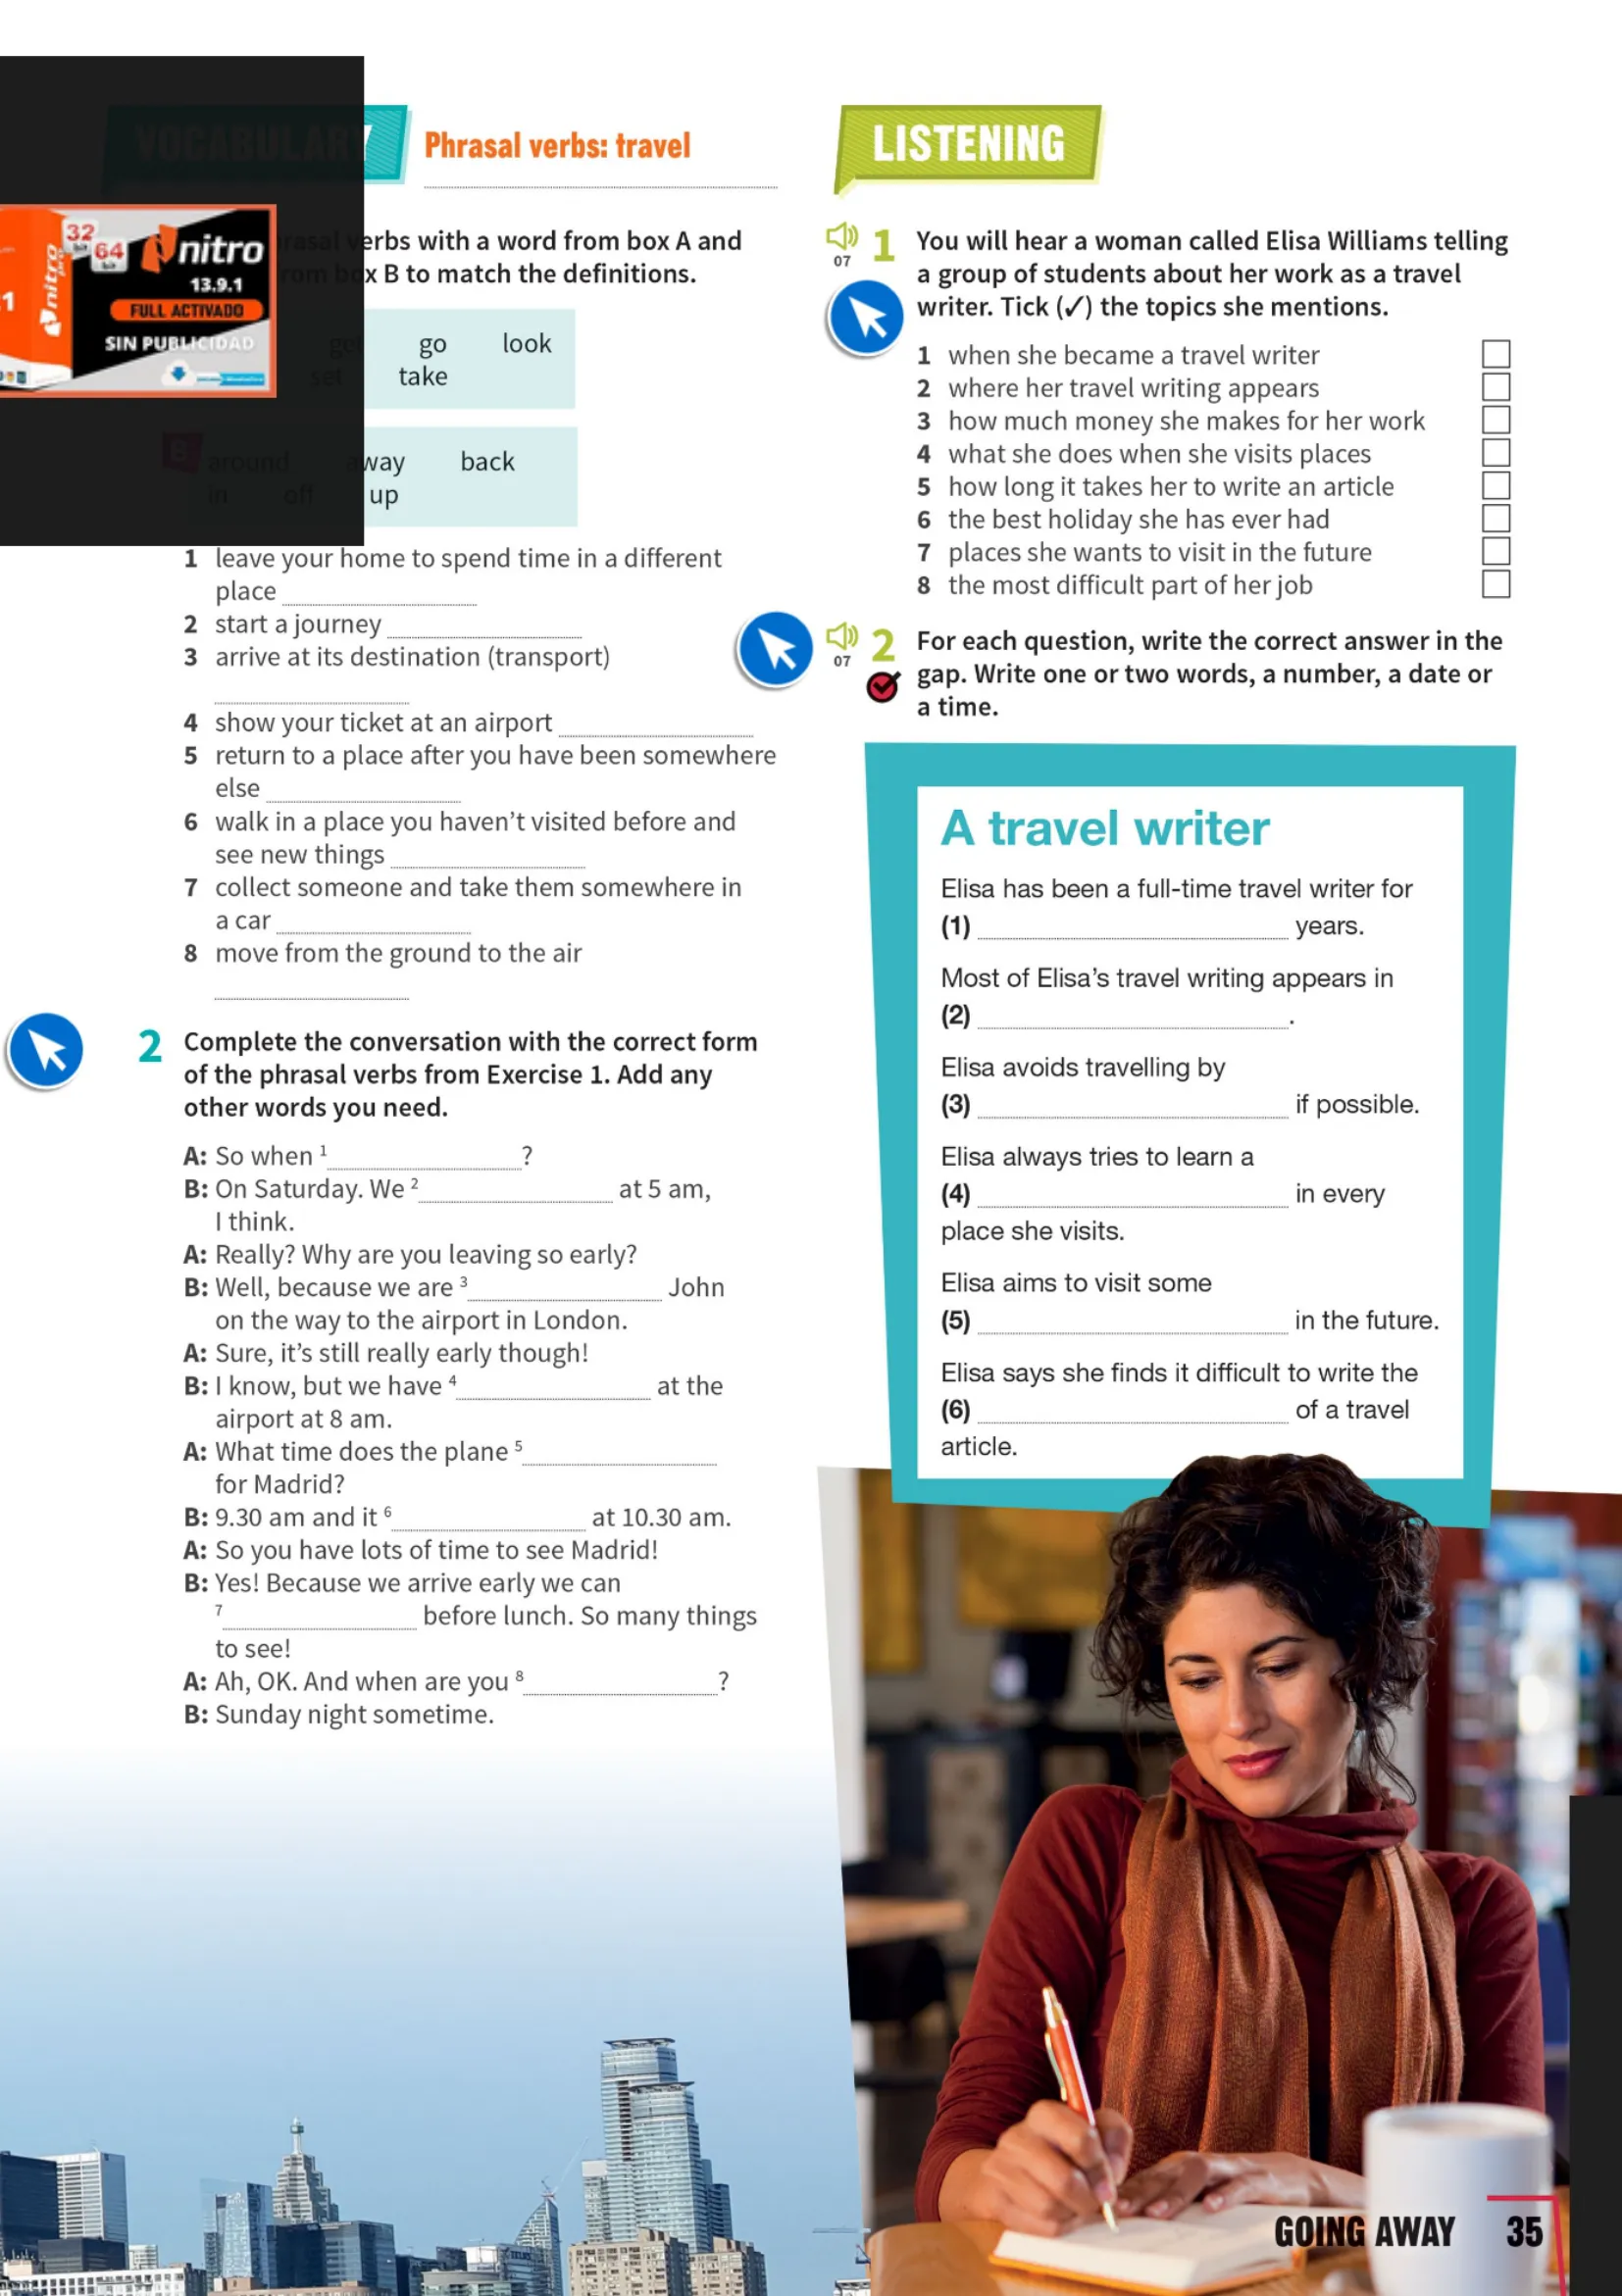 VOCABULARY
Phrasal verbs: travel
rasal verbs with a word from box A and
rom box B to match the definitions.
get go look
set take
B
around away back
in off up
32
bit
64
bit
nitro
13.9.1
FULL ACTIVADO
SIN PUBLICIDAD
nitro
1 leave your home to spend time in a different
place
2 start a journey
3 arrive at its destination (transport)
4 show your ticket at an airport
5 return to a place after you have been somewhere
else
6 walk in a place you haven’t visited before and
see new things
7 collect someone and take them somewhere in
a car
8 move from the ground to the air
2 Complete the conversation with the correct form
of the phrasal verbs from Exercise 1. Add any
other words you need.
A: So when 1 ?
B: On Saturday. We 2 at 5 am,
I think.
A: Really? Why are you leaving so early?
B: Well, because we are 3 John
on the way to the airport in London.
A: Sure, it’s still really early though!
B: I know, but we have 4 at the
airport at 8 am.
A: What time does the plane 5
for Madrid?
B: 9.30 am and it 6 at 10.30 am.
A: So you have lots of time to see Madrid!
B: Yes! Because we arrive early we can
7 before lunch. So many things
to see!
A: Ah, OK. And when are you 8 ?
B: Sunday night sometime.
LISTENING
07
1 You will hear a woman called Elisa Williams telling
a group of students about her work as a travel
writer. Tick (✓) the topics she mentions.
1 when she became a travel writer
2 where her travel writing appears
3 how much money she makes for her work
4 what she does when she visits places
5 how long it takes her to write an article
6 the best holiday she has ever had
7 places she wants to visit in the future
8 the most difficult part of her job
07
2 For each question, write the correct answer in the
gap. Write one or two words, a number, a date or
a time.
A travel writer
Elisa has been a full-time travel writer for
(1) years.
Most of Elisa’s travel writing appears in
(2) .
Elisa avoids travelling by
(3) if possible.
Elisa always tries to learn a
(4) in every
place she visits.
Elisa aims to visit some
(5) in the future.
Elisa says she finds it difficult to write the
(6) of a travel
article.
GOING AWAY 35